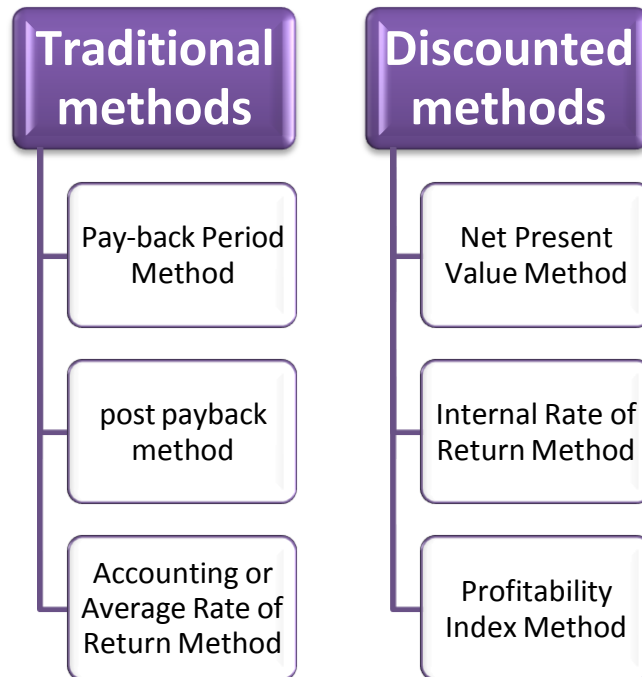 Traditional
methods
Pay-back Period
Method
post payback
method
Accounting or
Average Rate of
Return Method
Discounted
methods
Net Present
Value Method
Internal Rate of
Return Method
Profitability
Index Method